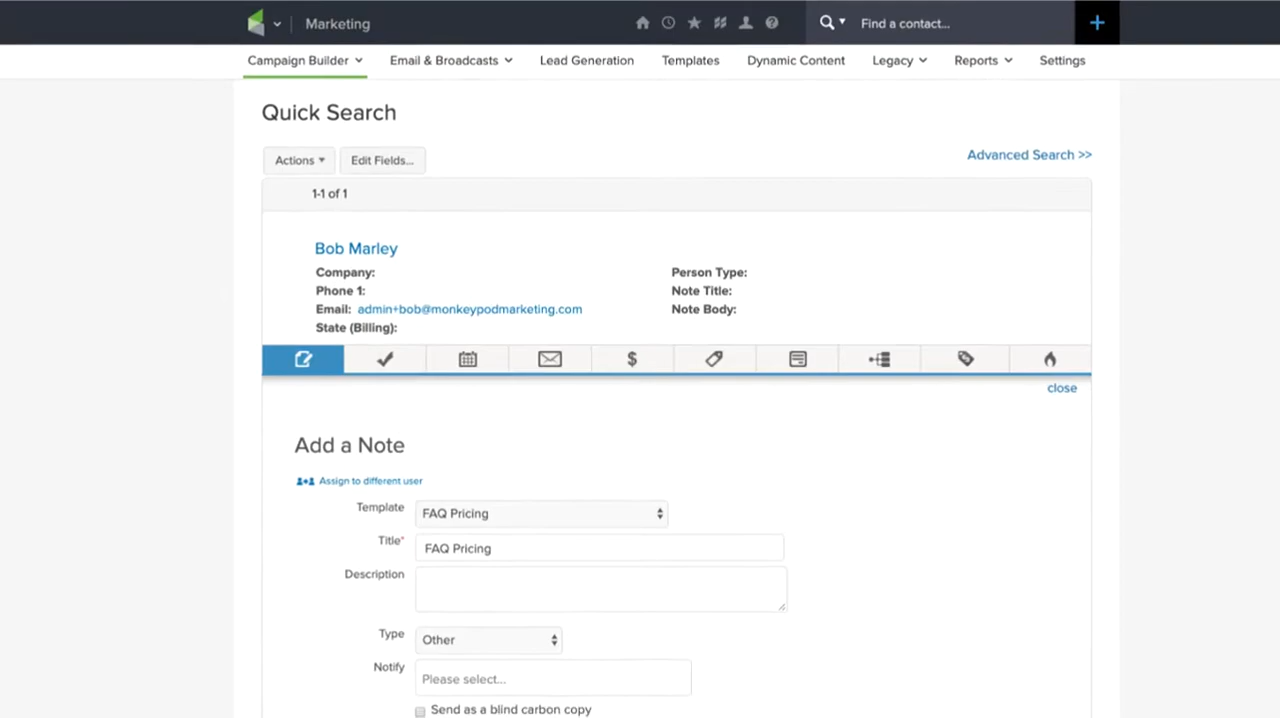 Marketing
Find a contact...
+
Campaign Builder Email & Broadcasts Lead Generation Templates Dynamic Content Legacy Reports Settings
Quick Search
Actions Edit Fields... Advanced Search >>
1-1 of 1
Bob Marley
Company: Person Type:
Phone 1: Note Title:
Email: admin+bob@monkeypodmarketing.com Note Body:
State (Billing):
$
close
Add a Note
Assign to different user
Template FAQ Pricing
Title* FAQ Pricing
Description
Type Other
Notify Please select...
Send as a blind carbon copy